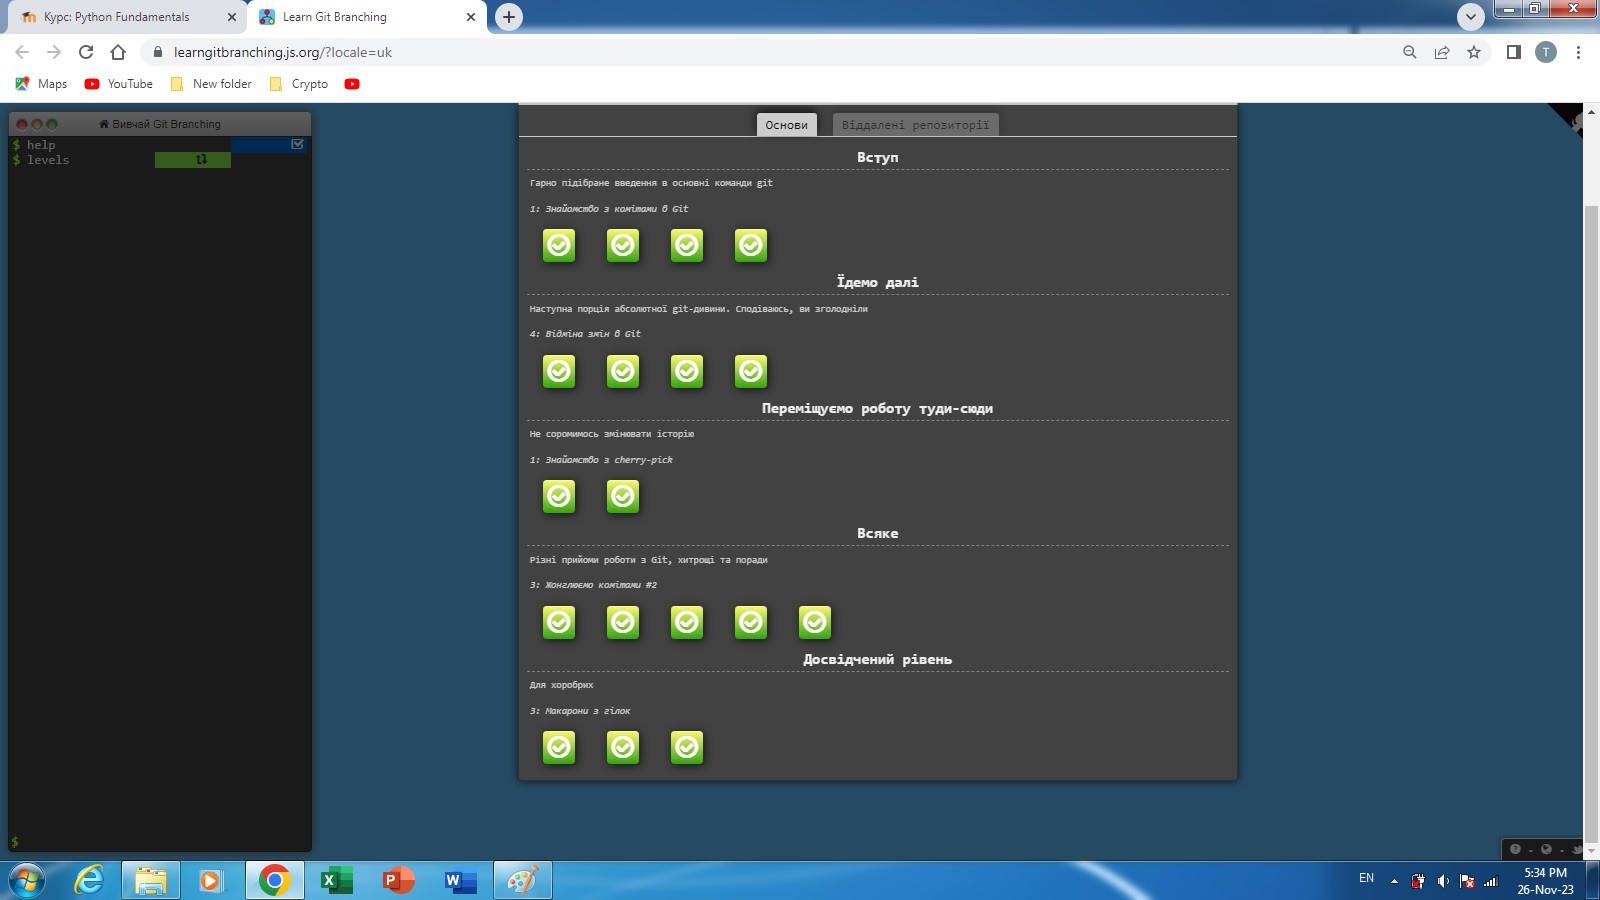 Курс: Python Fundamentals
Learn Git Branching
learngitbranching.js.org/?locale=uk
T
Maps
YouTube
New folder
Crypto
Вивчай Git Branching
$ help
$ levels
$
Основи
Віддалені репозиторії
Вступ
Гарно підібране введення в основні команди git
1: Знайомство з комітами в Git
Їдемо далі
Наступна порція абсолютної git-дивини. Сподіваюсь, ви зголодніли
4: Відміна змін в Git
Переміщуємо роботу туди-сюди
Не соромимось змінювати історію
1: Знайомство з cherry-pick
Всяке
Різні прийоми роботи з Git, хитрощі та поради
3: Жонглюємо комітами #2
Досвідчений рівень
Для хоробрих
3: Макарони з гілок
EN
5:34 PM
26-Nov-23